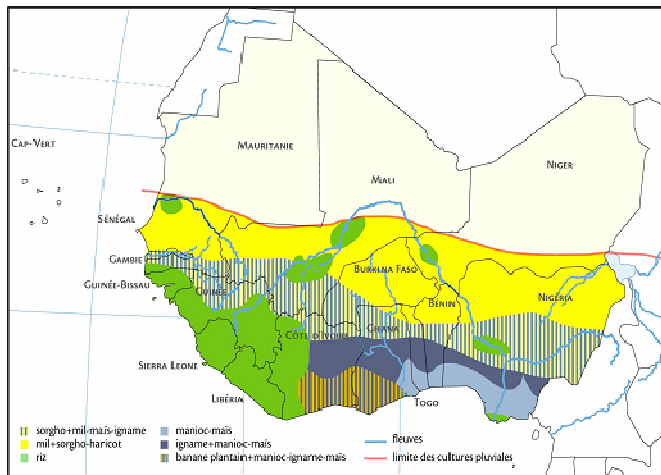 Mauritanie
Cap-Vert
Miali
Niger
Sénégal
Gambie
Burkina Faso
Guinée-Bissau
Guinée
Bénin
Nigéria
Côte d'Ivoire
Ghana
Sierra Leone
Libéria
Togo
sorgho+mil-maïs-igname
mil+sorgho-haricot
riz
manioc-maïs
igname+manioc-maïs
banane plantain+manioc-igname-maïs
fleuves
limite des cultures pluviales